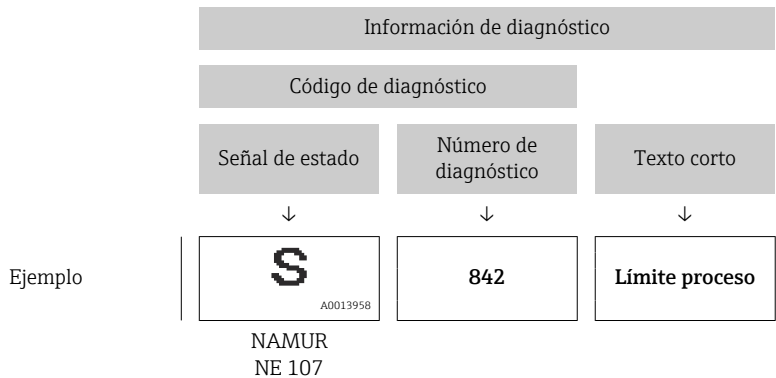 Información de diagnóstico
Código de diagnóstico
Señal de estado
Número de
diagnóstico
Texto corto
↓ ↓ ↓
Ejemplo
S
A0013958
842
Límite proceso
NAMUR
NE 107